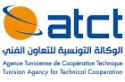 atct
الوكالة التونسية للتعاون الفني
Agence Tunisienne de Coopération Technique
Tunisian Agency for Technical Cooperation